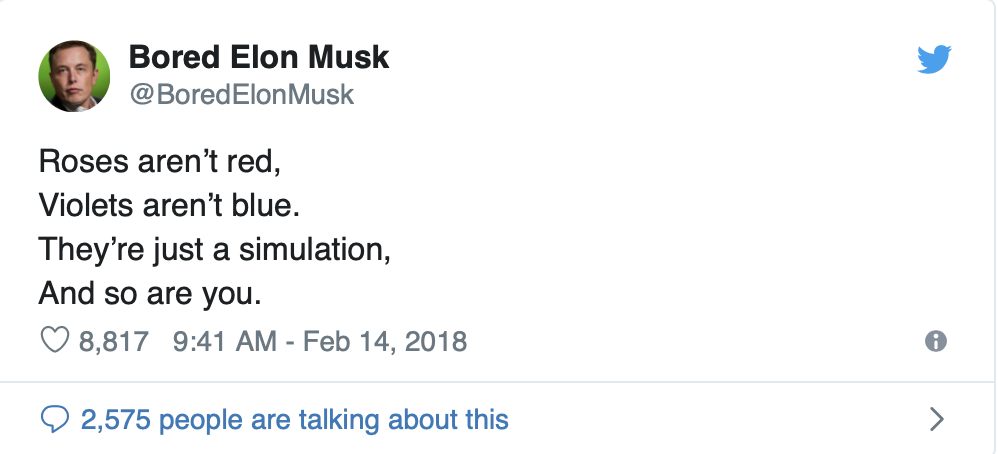 Bored Elon Musk
@BoredElonMusk
Roses aren’t red,
Violets aren’t blue.
They’re just a simulation,
And so are you.
8,817 9:41 AM - Feb 14, 2018
2,575 people are talking about this